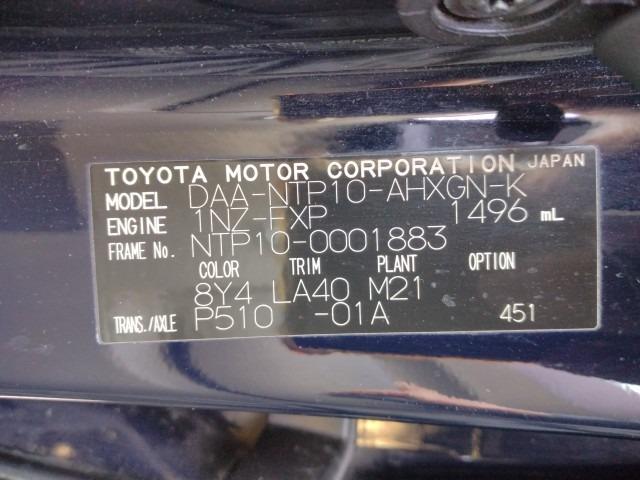 TOYOTA MOTOR CORPORATION JAPAN
MODEL DAA-NTP10-AHXGN-K
ENGINE 1NZ-FXP 1496 mL
FRAME No. NTP10-0001883
COLOR TRIM PLANT OPTION
8Y4 LA40 M21
TRANS./AXLE P510 -01A 451